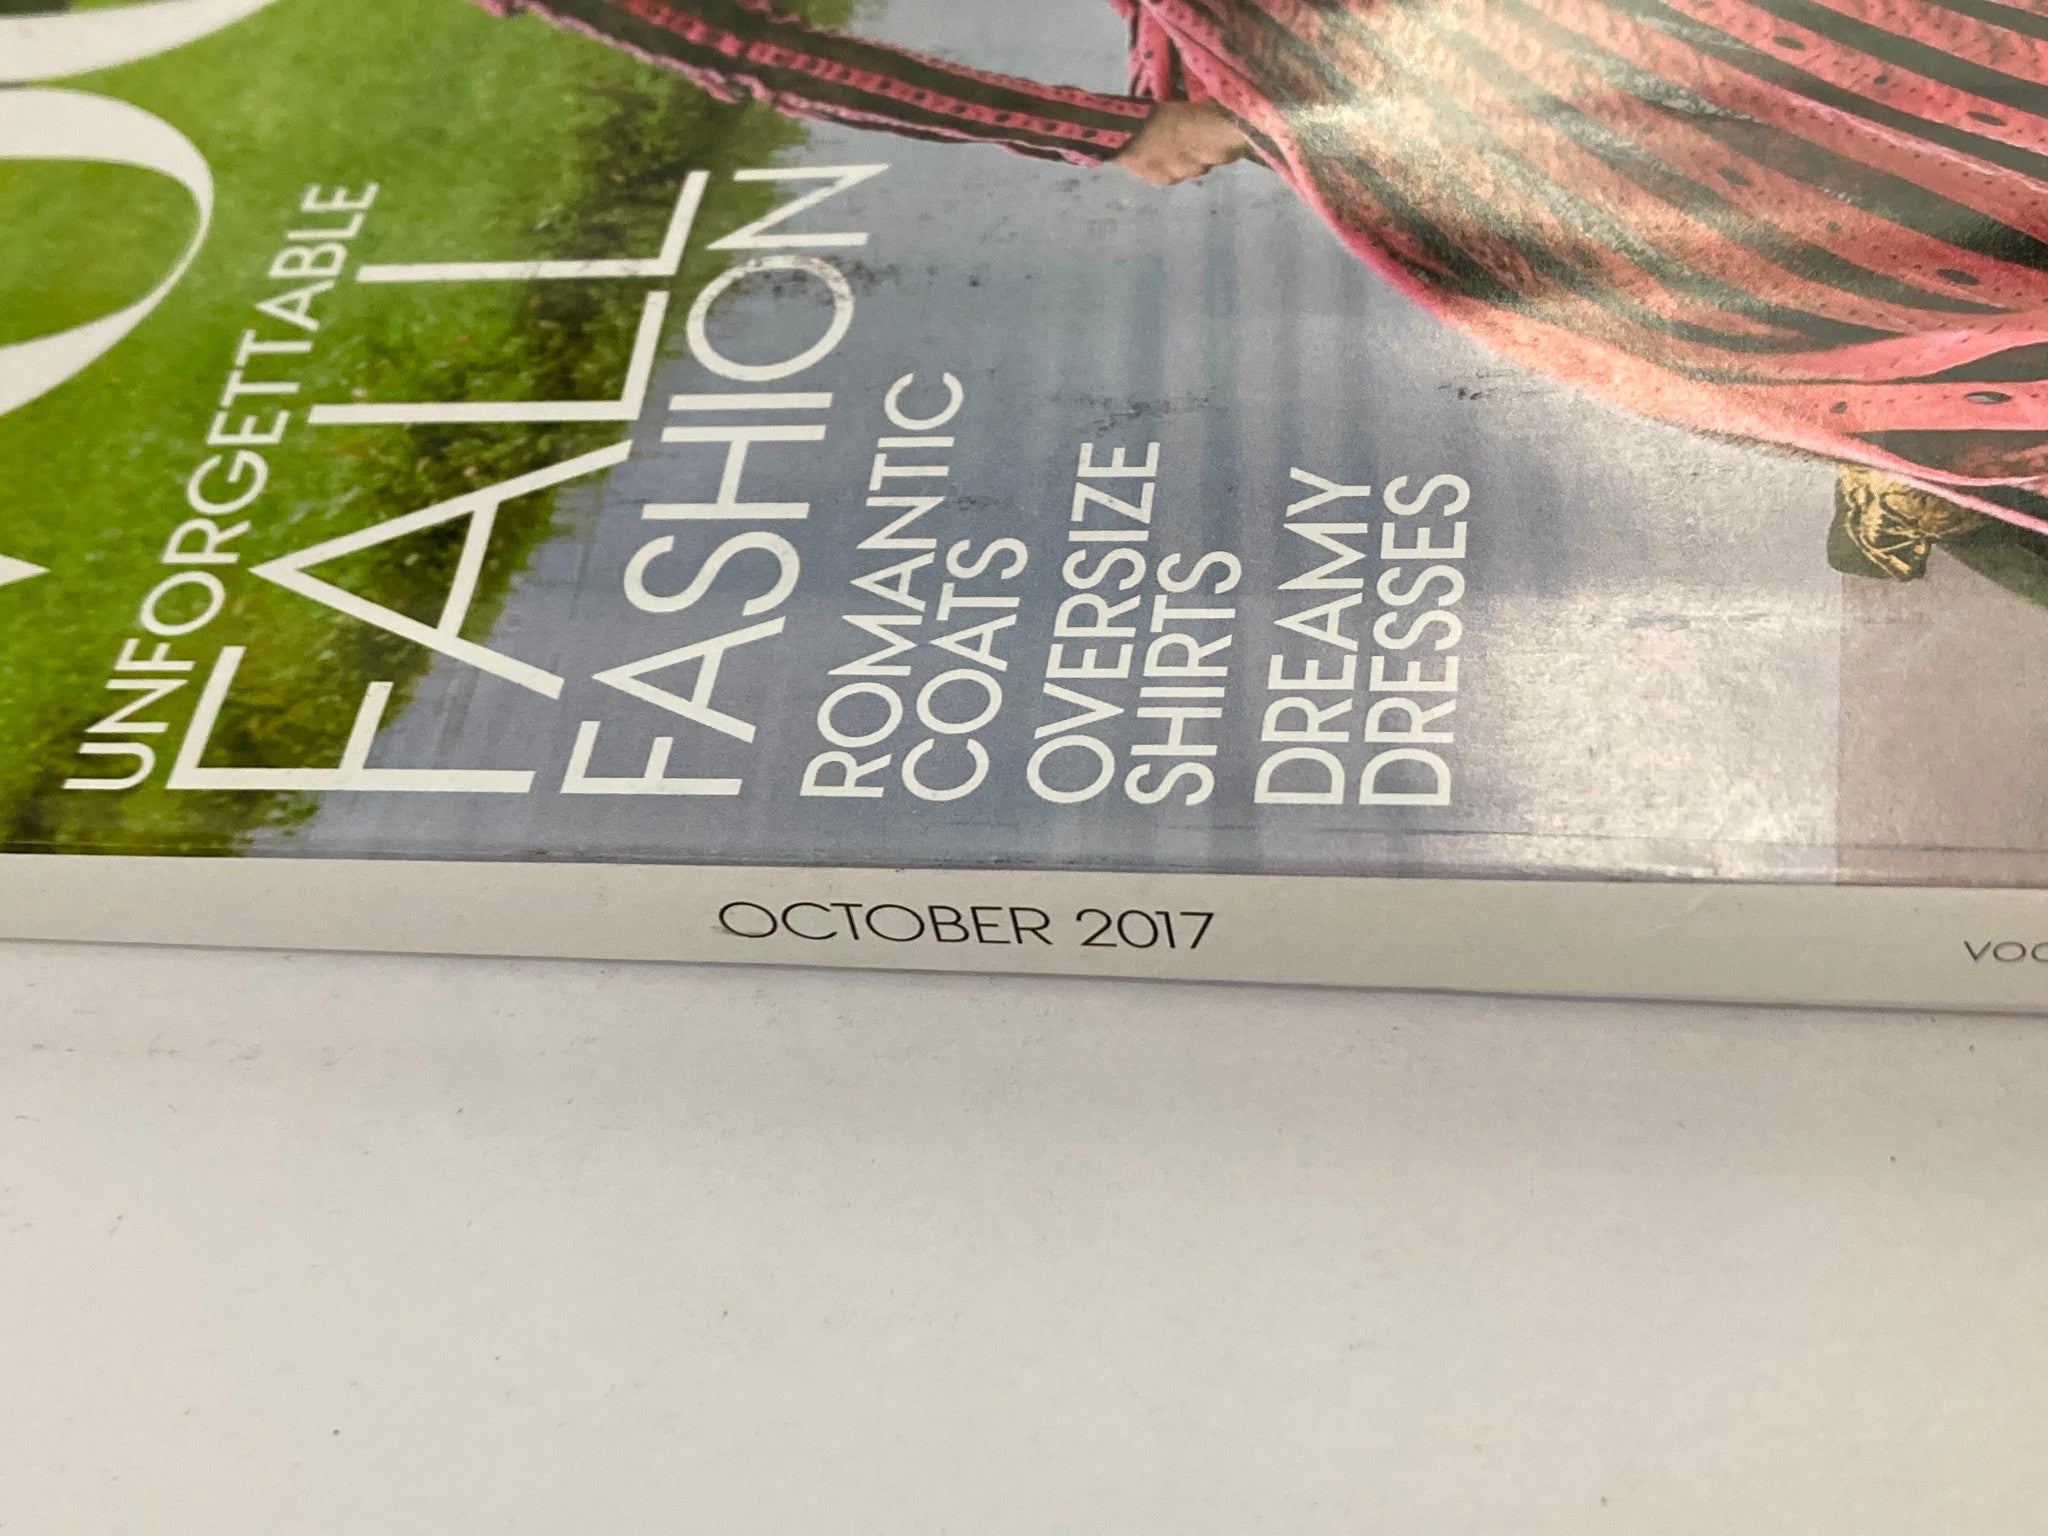 UNFORGETTABLE
FALL
FASHION
ROMANTIC
COATS
OVERSIZE
SHIRTS
DREAMY
DRESSES
OCTOBER 2017